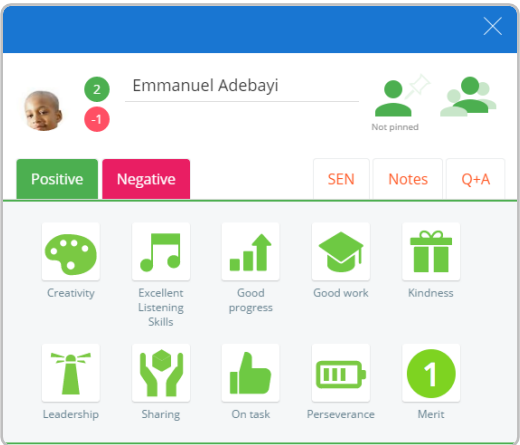 2
Emmanuel Adebayi
-1
Not pinned
Positive
Negative
SEN
Notes
Q+A
Creativity
Excellent
Listening
Skills
Good
progress
Good work
Kindness
Leadership
Sharing
On task
Perseverance
1
Merit